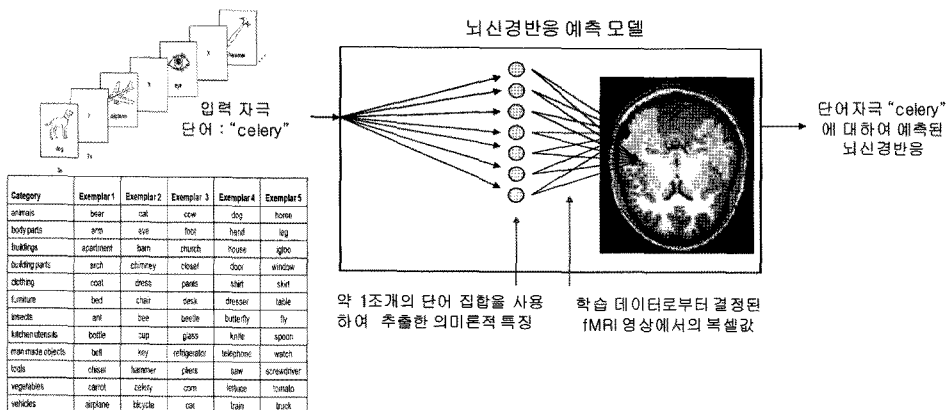 뇌신경반응 예측 모델
hammer
x
eye
x
airplane
x
dog
7s
3s
입력 자극
단어 : “celery”
단어자극 “celery”
에 대하여 예측된
뇌신경반응
약 1조개의 단어 집합을 사용
하여 추출한 의미론적 특징
학습 데이터로부터 결정된
fMRI 영상에서의 복셀값
Category Exemplar 1 Exemplar 2 Exemplar 3 Exemplar 4 Exemplar 5
animals bear cat cow dog horse
body parts arm eye foot hand leg
buildings apartment barn church house igloo
building parts arch chimney closet door window
clothing coat dress pants shirt skirt
furniture bed chair desk dresser table
insects ant bee beetle butterfly fly
kitchen utensils bottle cup glass knife spoon
man made objects bell key refrigerator telephone watch
tools chisel hammer pliers saw screwdriver
vegetables carrot celery corn lettuce tomato
vehicles airplane bicycle car train truck